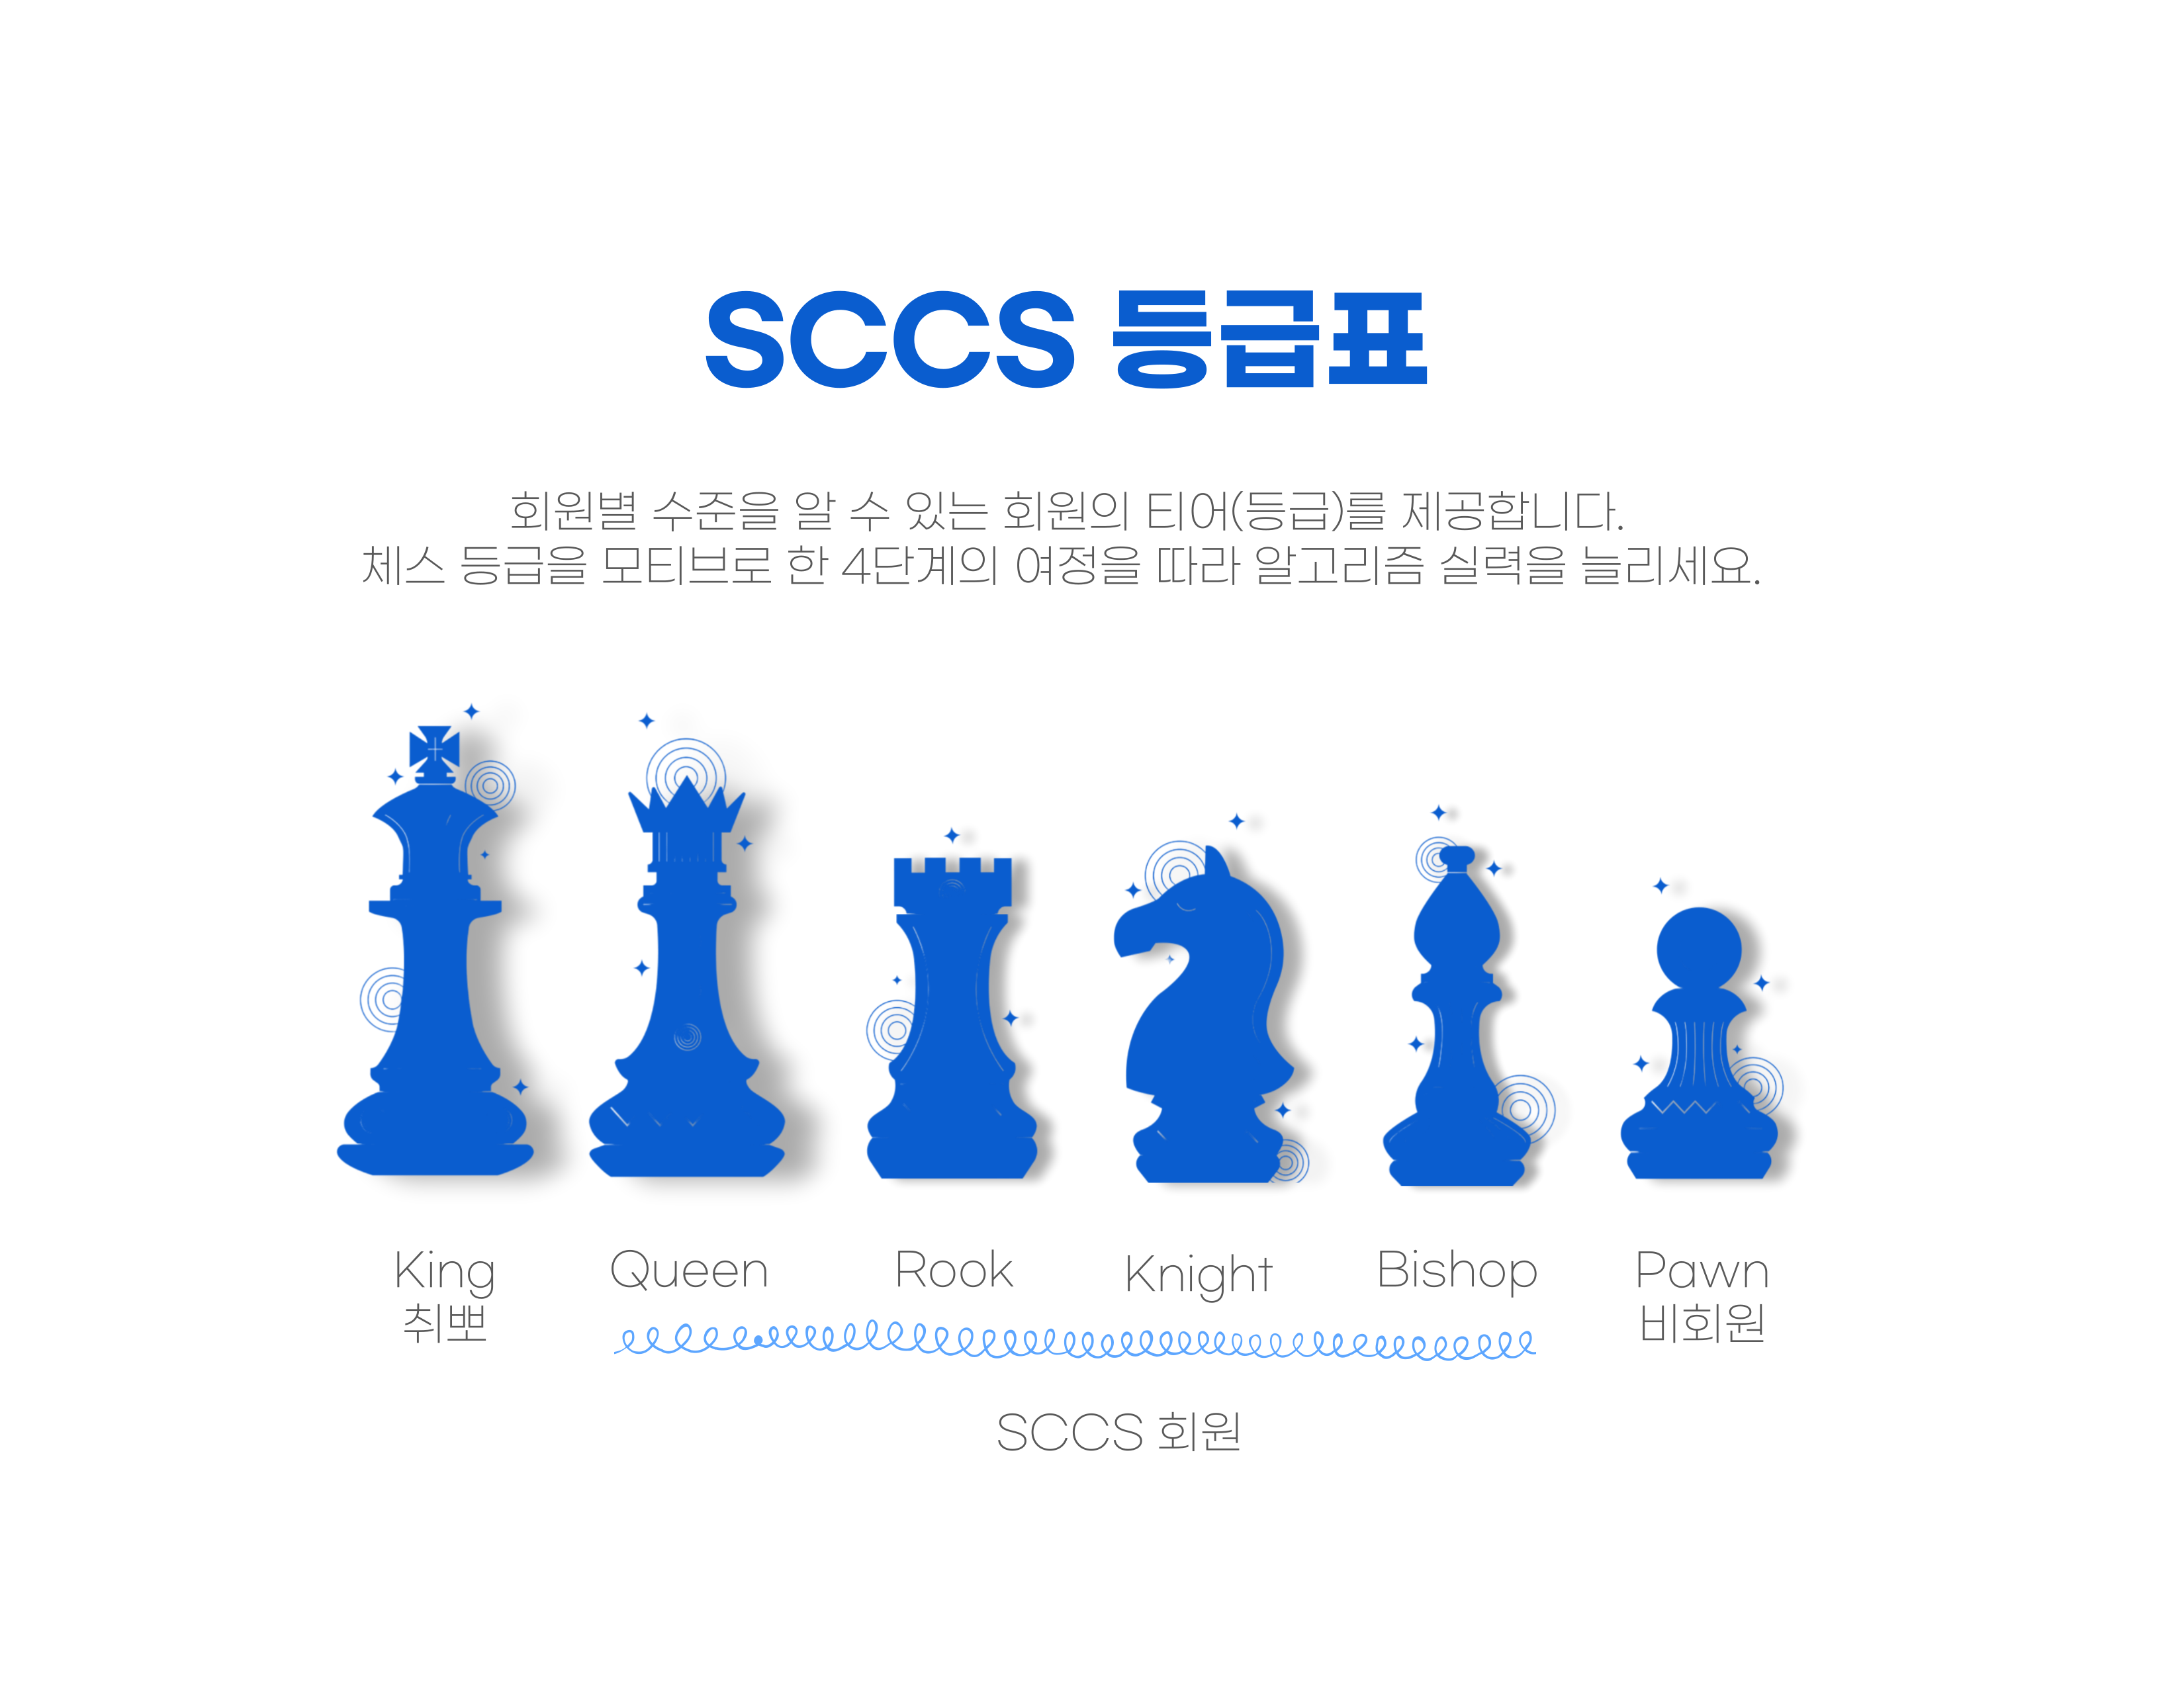 SCCS 등급표
회원별 수준을 알 수 있는 회원의 티어(등급)를 제공합니다.
체스 등급을 모티브로 한 4단계의 여정을 따라 알고리즘 실력을 늘리세요.
King
취뽀
Queen
Rook
Knight
Bishop
Pawn
비회원
SCCS 회원